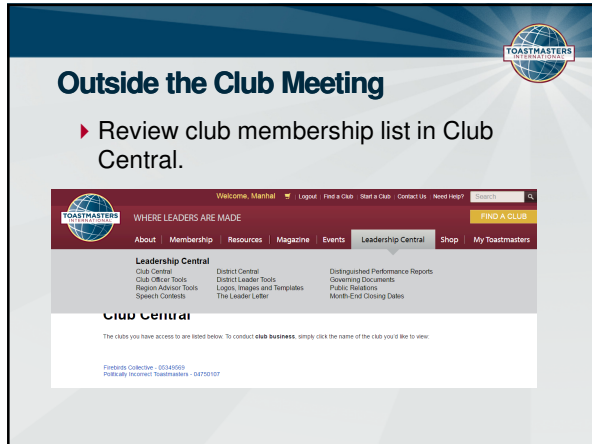 TOASTMASTERS
INTERNATIONAL
Outside the Club Meeting
Review club membership list in Club
Central.
Welcome, Manhal Logout Find a Club Start a Club Contact Us Need Help? Search
TOASTMASTERS
INTERNATIONAL
WHERE LEADERS ARE MADE
FIND A CLUB
About Membership Resources Magazine Events Leadership Central Shop My Toastmasters
Leadership Central
Club Central District Central Distinguished Performance Reports
Club Officer Tools District Leader Tools Governing Documents
Region Advisor Tools Logos, Images and Templates Public Relations
Speech Contests The Leader Letter Month-End Closing Dates
Club Central
The clubs you have access to are listed below. To conduct club business, simply click the name of the club you'd like to view:
Firebirds Collective - 05349569
Politically Incorrect Toastmasters - 04750107